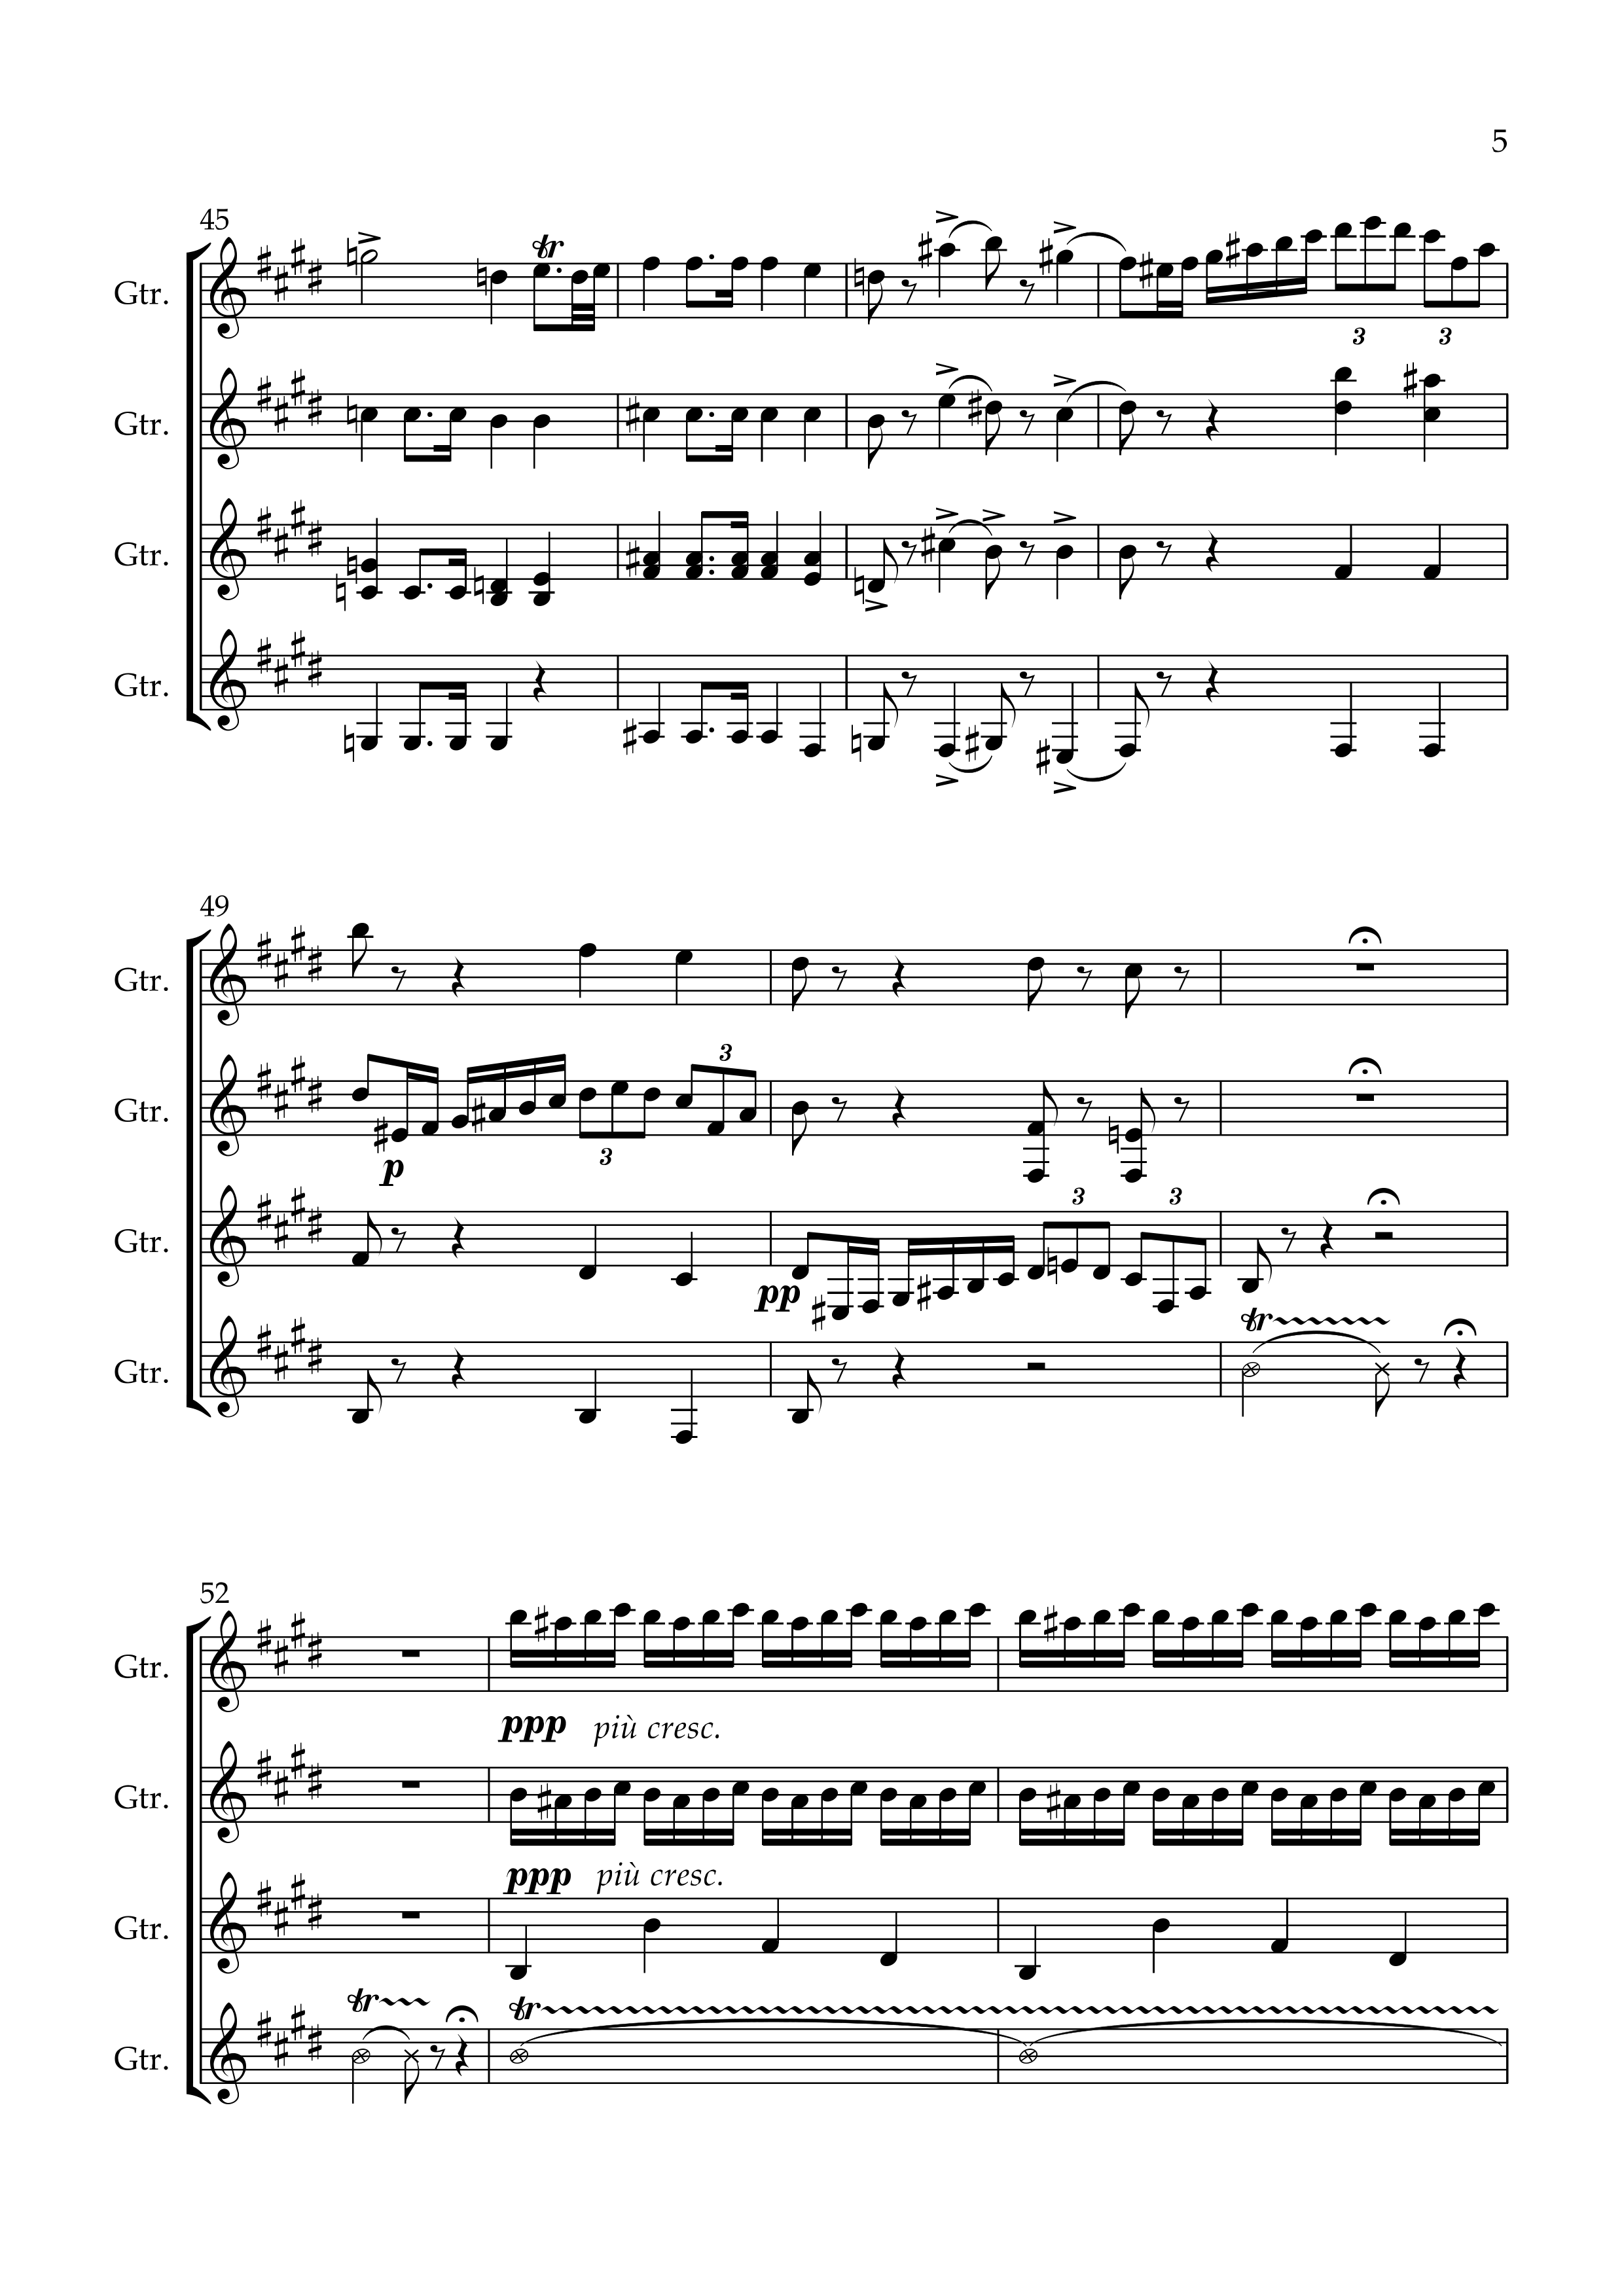 5
45
tr
Gtr.
3 3
Gtr.
Gtr.
Gtr.
49
Gtr.
3
Gtr.
3
p
3 3
Gtr.
pp
tr
Gtr.
52
Gtr.
ppp più cresc.
Gtr.
ppp più cresc.
Gtr.
tr tr
Gtr.